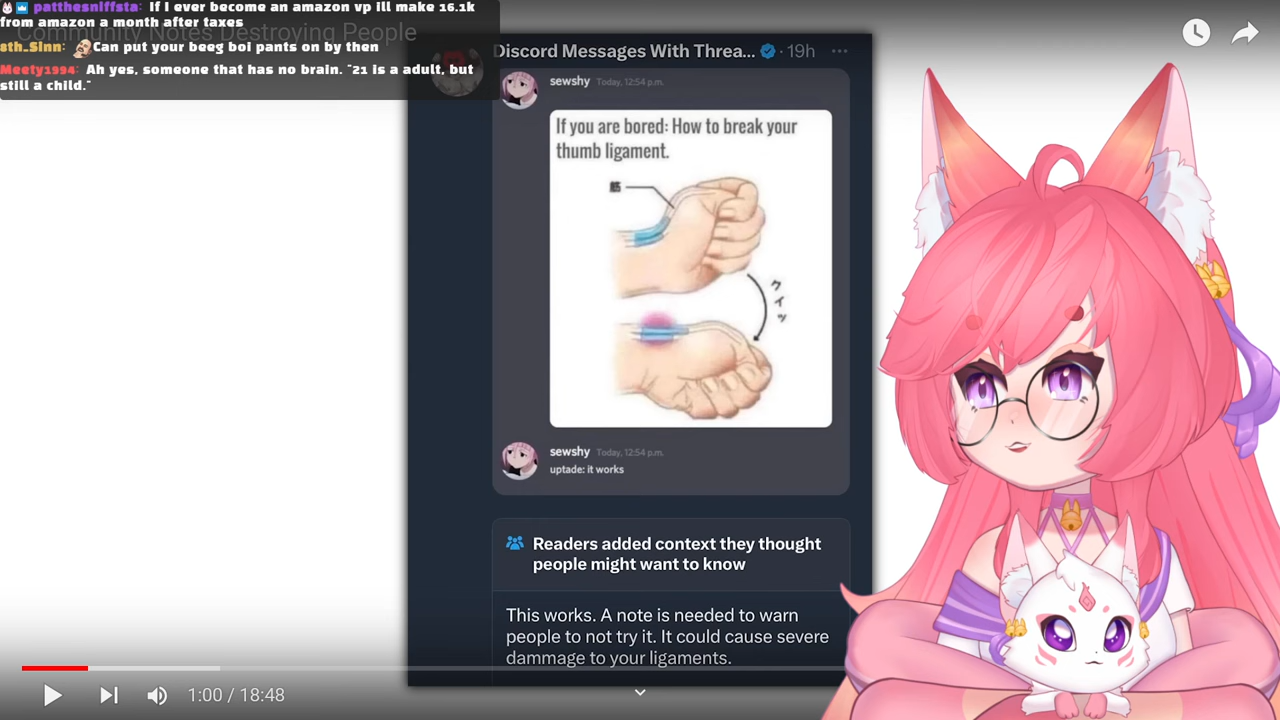 patthesniffsta: If I ever become an amazon vp ill make 16.1k
from amazon a month after taxes
Community Notes Destroying People
8th_Sinn: Can put your beeg boi pants on by then
Meety1994: Ah yes, someone that has no brain. "21 is a adult, but
still a child."
Discord Messages With Threa... · 19h
sewshy Today, 12:54 p.m.
If you are bored: How to break your
thumb ligament.
筋
クイッ
sewshy Today, 12:54 p.m.
uptade: it works
Readers added context they thought
people might want to know
This works. A note is needed to warn
people to not try it. It could cause severe
dammage to your ligaments.
1:00 / 18:48